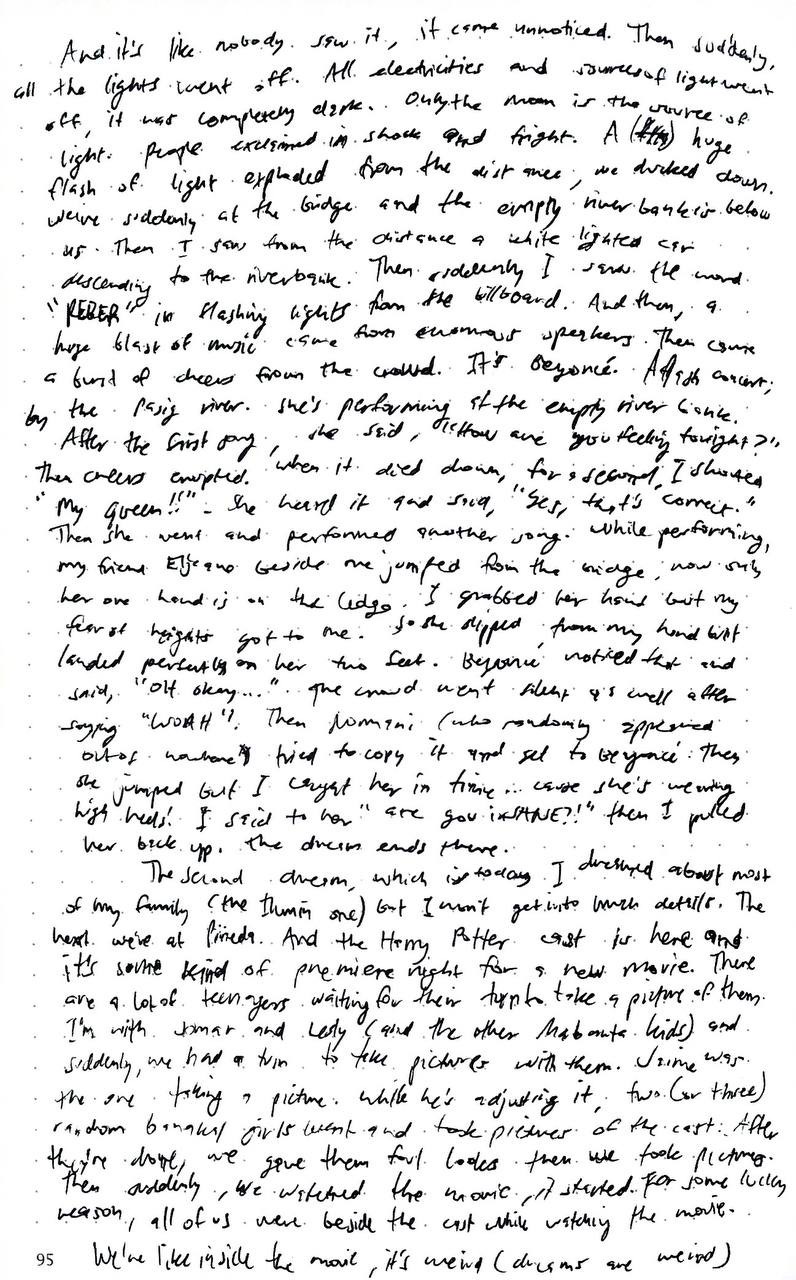 And it's like nobody saw it, it came unnoticed. Then suddenly,
all the lights went off. All electricities and sources of light went
off, it was completely dark. Only the moon is the source of
light. People exclaimed in shock and fright. A huge
flash of light exploded from the distance, we ducked down.
We're suddenly at the bridge and the empty river bank is below
us. Then I saw from the distance a white lighted car
descending to the riverbank. Then suddenly I saw the word
in flashing lights from the billboard. And then, a
huge blast of music came from enormous speakers. Then came
a burst of cheers from the crowd. It's Beyoncé. A flash concert;
by the Pasig river. She's performing at the empty river bank.
After the first song, she said, "How are you feeling tonight?"
Then cheers erupted. When it died down, for a second, I shouted
"My queen!!" She heard it and said, "Yes, that's correct."
Then she went and performed another song. While performing,
my friend beside me jumped from the bridge, now only
her one hand is on the ledge. I grabbed her hand but my
fear of heights got to me. So she slipped from my hand but
landed perfectly on her two feet. Beyoncé noticed that and
said, "Oh okay...". The crowd went silent as well after
saying "WOAH". Then Normani (who randomly appeared
out of nowhere) tried to copy it and get to Beyoncé. Then
she jumped but I caught her in time... cause she's wearing
high heels! I said to her "are you inSANE?!" then I pulled
her back up. The dream ends there.
The second dream, which is today I dreamed about most
of my family (the one) but I won't get into much details. The
next we're at Pineda. And the Harry Potter cast is here and
it's some kind of premiere night for a new movie. There
are a lot of teenagers waiting for their turn to take a picture of them.
I'm with Jomar and Lesly (and the other kids) and
suddenly, we had a turn to take pictures with them. Jaime was
the one taking a picture. While he's adjusting it, two (or three)
random girls went and took pictures of the cast. After
they're done, we gave them foul looks then we took pictures.
Then suddenly, we watched the movie, it started. For some lucky
reason, all of us were beside the cast while watching the movie.
95 We're like inside the movie, it's weird (dreams are weird)